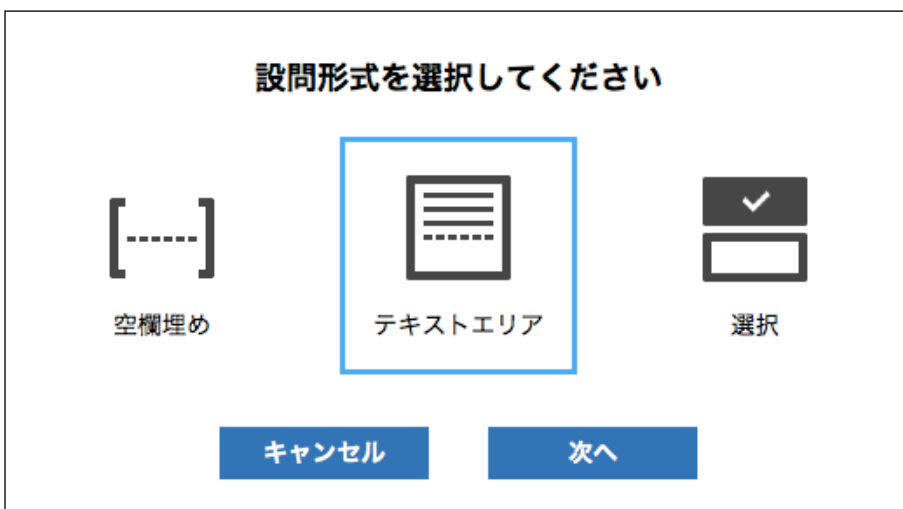 設問形式を選択してください
空欄埋め
テキストエリア
選択
キャンセル
次へ